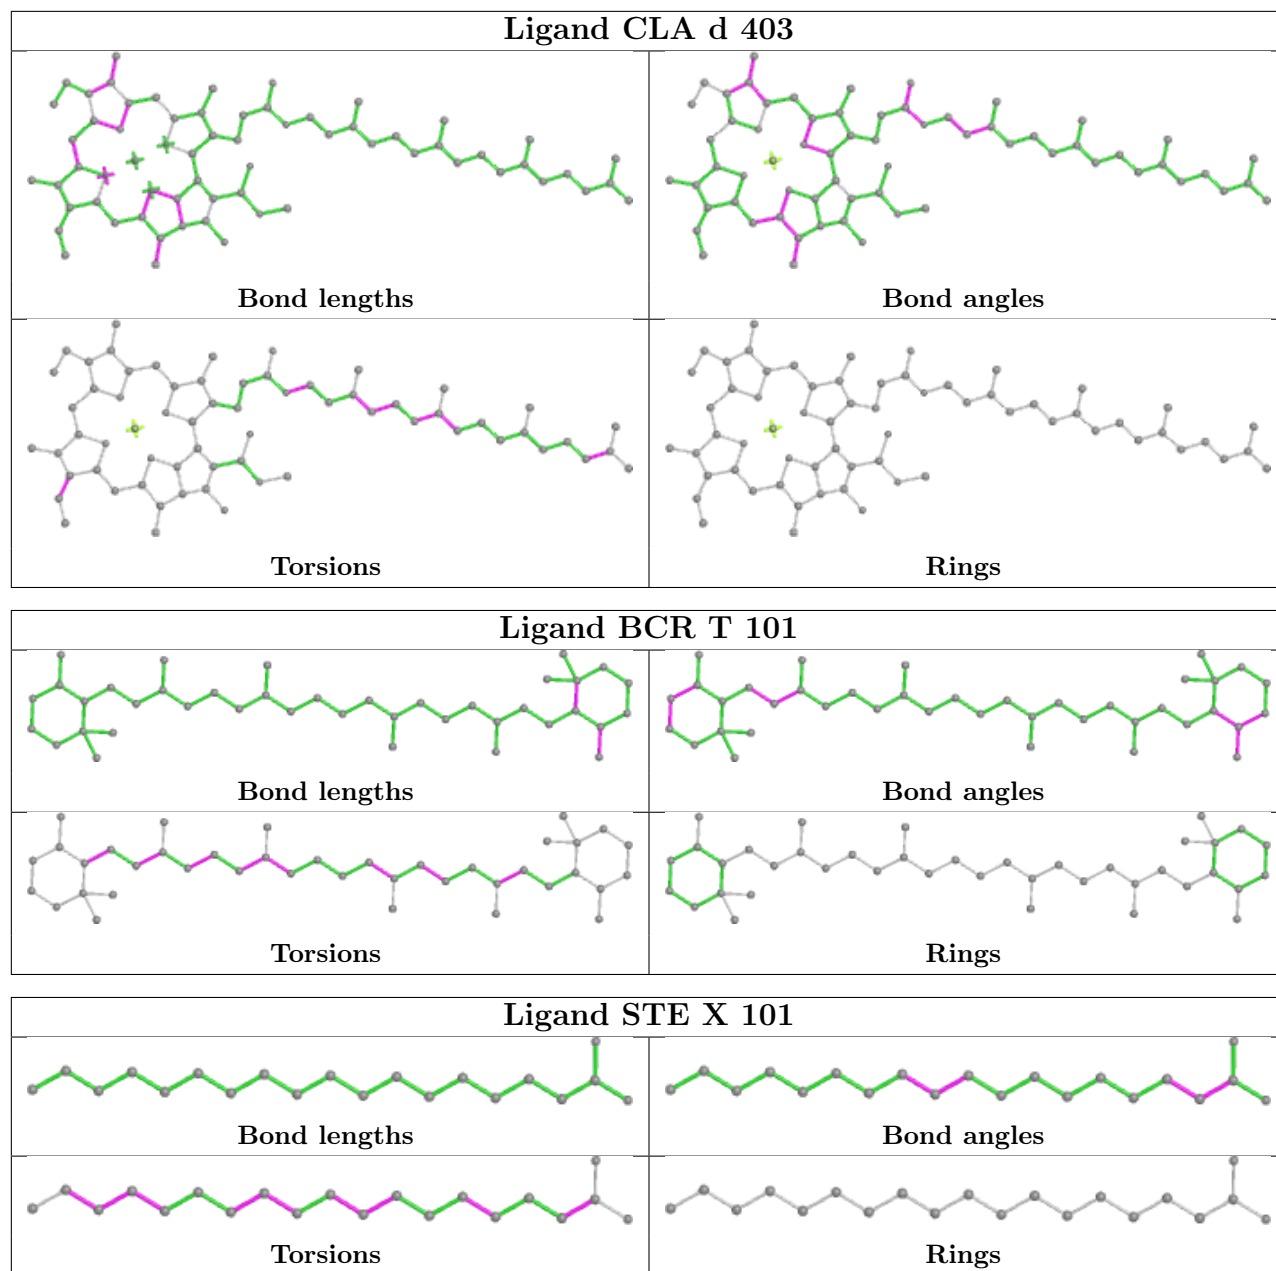 Ligand CLA d 403
Bond lengths
Bond angles
Torsions
Rings
Ligand BCR T 101
Bond lengths
Bond angles
Torsions
Rings
Ligand STE X 101
Bond lengths
Bond angles
Torsions
Rings